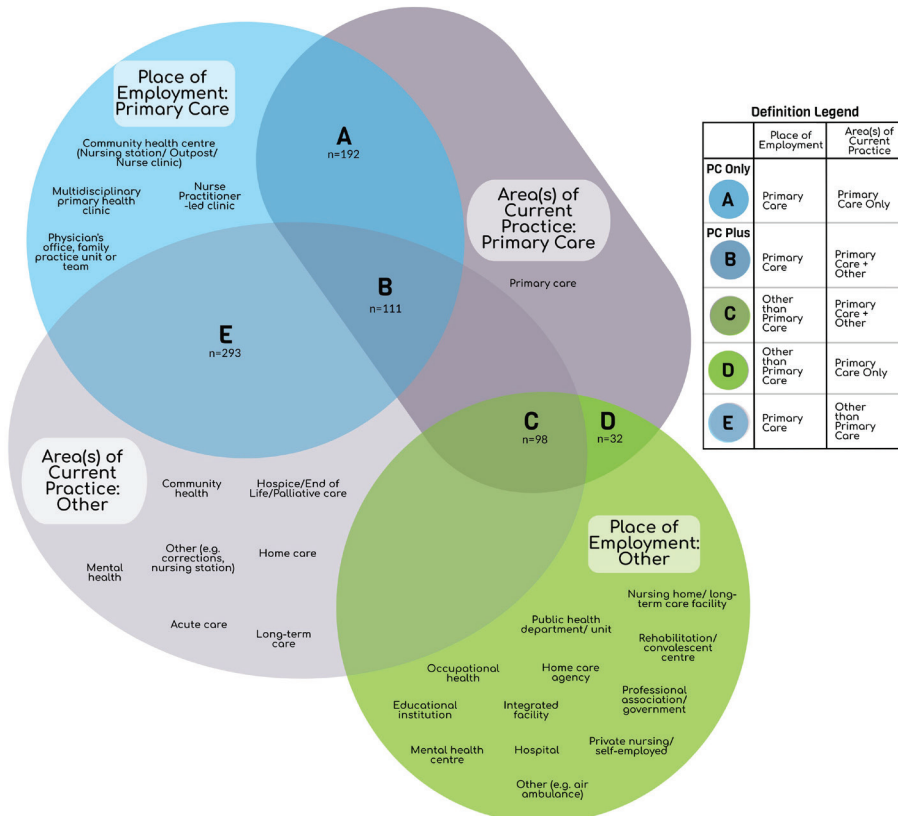 Place of
Employment:
Primary Care
Community health centre
(Nursing station/ Outpost/
Nurse clinic)
Multidisciplinary
primary health
clinic
Nurse
Practitioner
-led clinic
Physician's
office, family
practice unit or
team
A
n=192
Area(s) of
Current
Practice:
Primary Care
Primary care
B
n=111
E
n=293
C
n=98
D
n=32
Area(s) of
Current
Practice:
Other
Community
health
Hospice/End of
Life/Palliative care
Mental
health
Other (e.g.
corrections,
nursing station)
Home care
Acute care
Long-term
care
Place of
Employment:
Other
Nursing home/ long-
term care facility
Public health
department/ unit
Rehabilitation/
convalescent
centre
Occupational
health
Home care
agency
Professional
association/
government
Educational
institution
Integrated
facility
Mental health
centre
Hospital
Private nursing/
self-employed
Other (e.g. air
ambulance)
Definition Legend
Place of
Employment
Area(s) of
Current
Practice
PC Only
A
Primary
Care
Primary
Care Only
PC Plus
B
Primary
Care
Primary
Care +
Other
C
Other
than
Primary
Care
Primary
Care +
Other
D
Other
than
Primary
Care
Primary
Care Only
E
Primary
Care
Other
than
Primary
Care